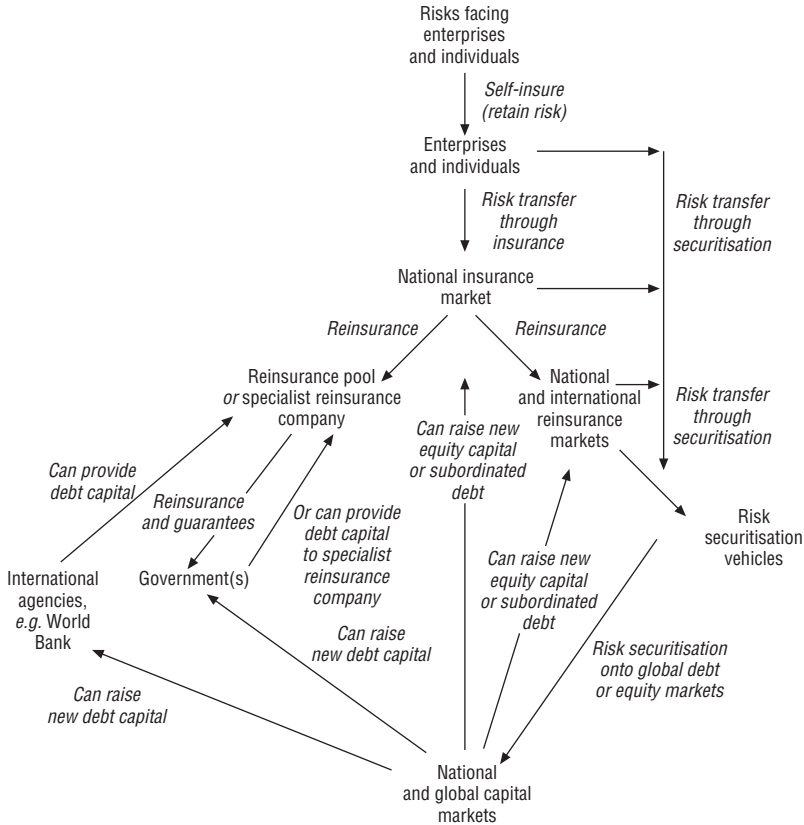 Risks facing
enterprises
and individuals
Self-insure
(retain risk)
Enterprises
and individuals
Risk transfer
through
insurance
Risk transfer
through
securitisation
National insurance
market
Reinsurance
Reinsurance
Reinsurance pool
or specialist reinsurance
company
National
and international
reinsurance
markets
Risk transfer
through
securitisation
Can raise new
equity capital
or subordinated
debt
Can provide
debt capital
Reinsurance
and guarantees
Or can provide
debt capital
to specialist
reinsurance
company
Risk
securitisation
vehicles
International
agencies,
e.g. World
Bank
Government(s)
Can raise new
equity capital
or subordinated
debt
Can raise
new debt capital
Risk securitisation
onto global debt
or equity markets
Can raise
new debt capital
National
and global capital
markets